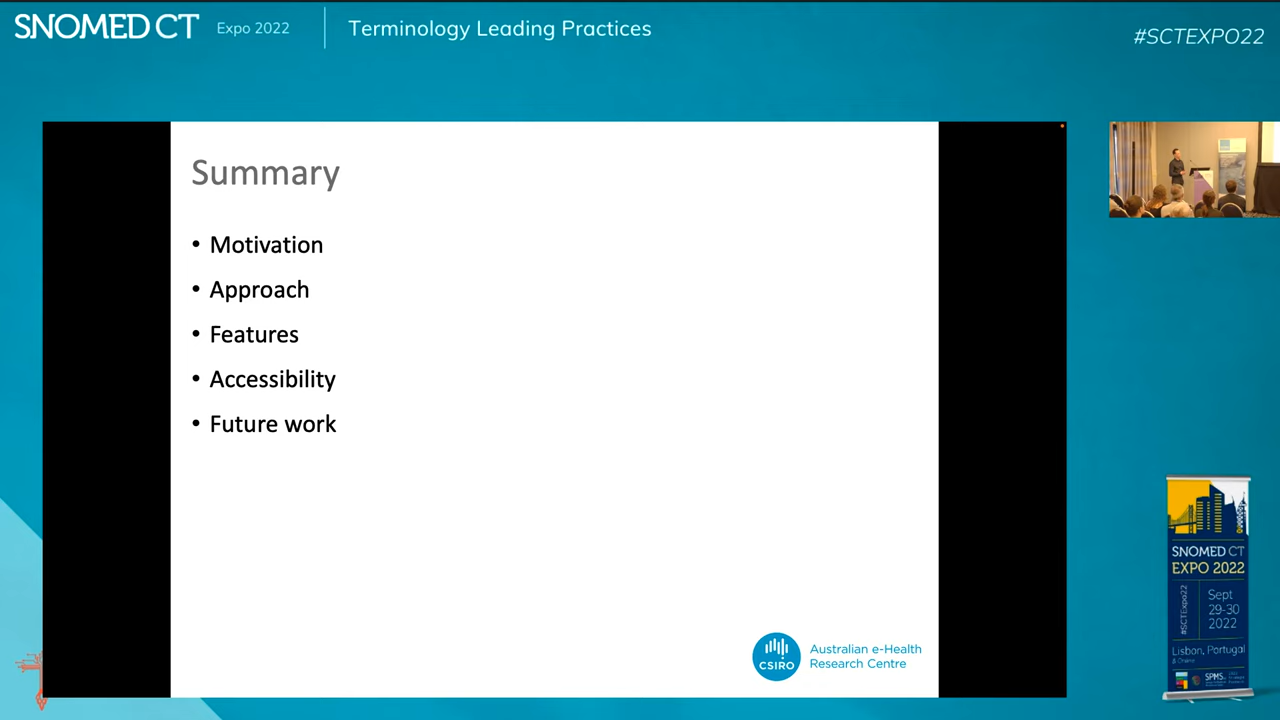 SNOMED CT Expo 2022 Terminology Leading Practices
#SCTEXPO22
Summary
• Motivation
• Approach
• Features
• Accessibility
• Future work
CSIRO
Australian e-Health
Research Centre
SNOMED CT
EXPO 2022
#SCTExpo22
Sept
29-30
2022
Lisbon, Portugal
& Online
SPMS